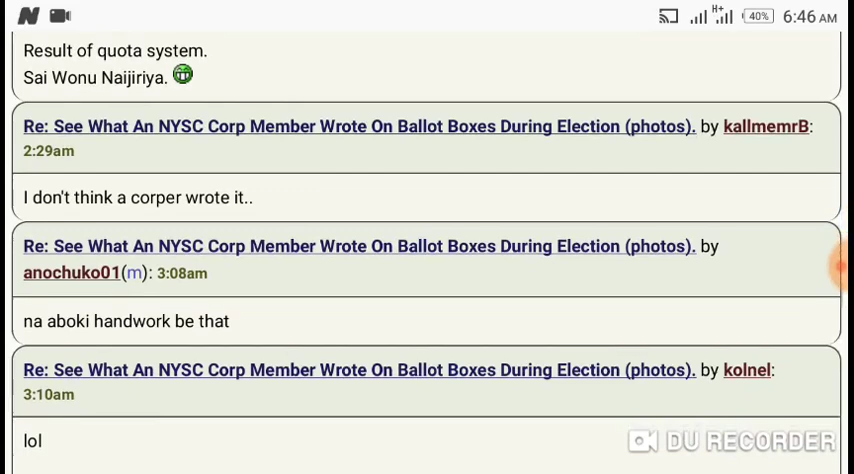 H+
40%
6:46 AM
Result of quota system.
Sai Wonu Naijiriya.
Re: See What An NYSC Corp Member Wrote On Ballot Boxes During Election (photos). by kallmemrB:
2:29am
I don't think a corper wrote it..
Re: See What An NYSC Corp Member Wrote On Ballot Boxes During Election (photos). by
anochuko01(m): 3:08am
na aboki handwork be that
Re: See What An NYSC Corp Member Wrote On Ballot Boxes During Election (photos). by kolnel:
3:10am
lol
DU RECORDER